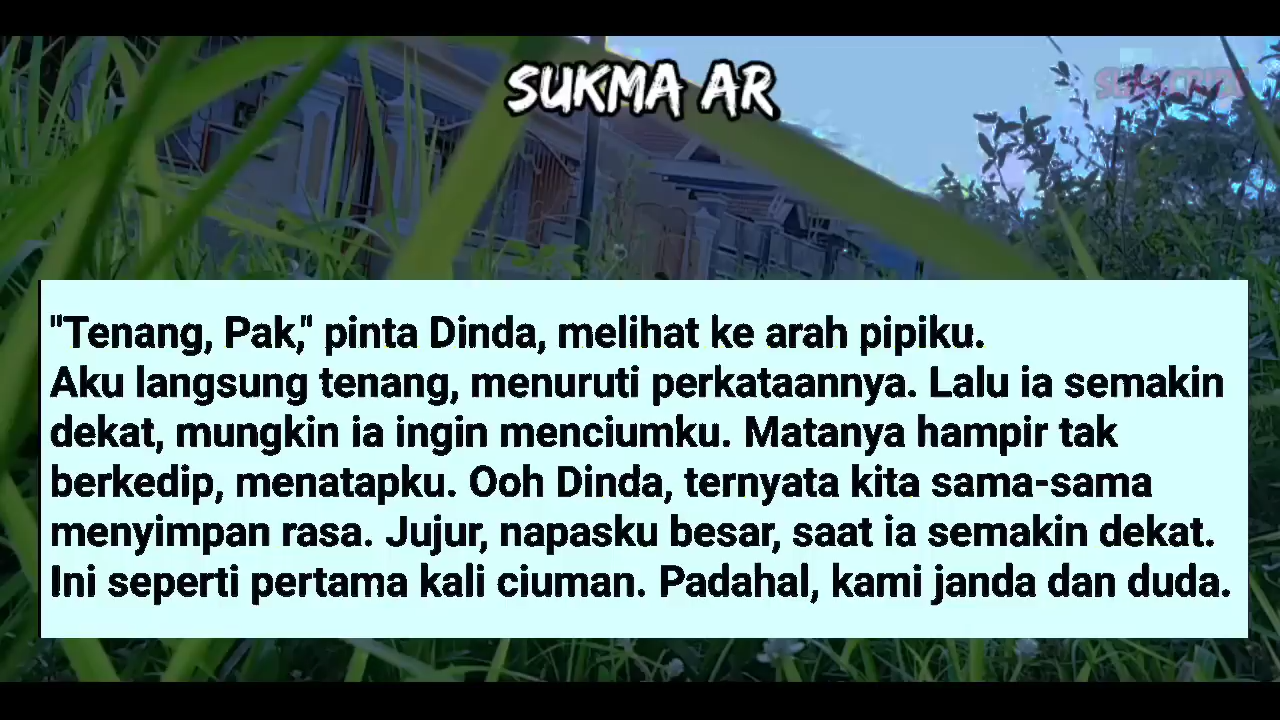 SUKMA AR
SUBSCRIBE
"Tenang, Pak," pinta Dinda, melihat ke arah pipiku.
Aku langsung tenang, menuruti perkataannya. Lalu ia semakin
dekat, mungkin ia ingin menciumku. Matanya hampir tak
berkedip, menatapku. Ooh Dinda, ternyata kita sama-sama
menyimpan rasa. Jujur, napasku besar, saat ia semakin dekat.
Ini seperti pertama kali ciuman. Padahal, kami janda dan duda.